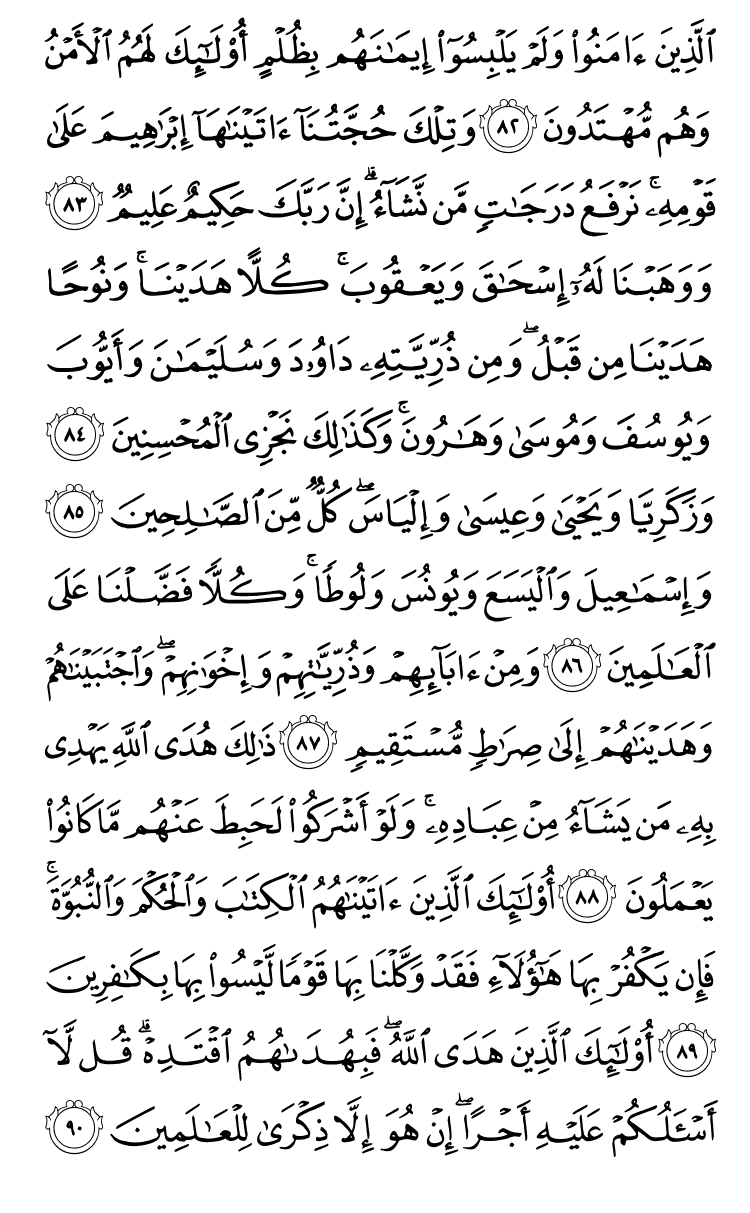 ٱلَّذِينَ ءَامَنُوا۟ وَلَمْ يَلْبِسُوٓا۟ إِيمَـٰنَهُم بِظُلْمٍ أُو۟لَـٰٓئِكَ لَهُمُ ٱلْأَمْنُ
وَهُم مُّهْتَدُونَ ٨٢ وَتِلْكَ حُجَّتُنَآ ءَاتَيْنَـٰهَآ إِبْرَٰهِيمَ عَلَىٰ
قَوْمِهِۦ ۚ نَرْفَعُ دَرَجَـٰتٍ مَّن نَّشَآءُ ۗ إِنَّ رَبَّكَ حَكِيمٌ عَلِيمٌ ٨٣
وَوَهَبْنَا لَهُۥٓ إِسْحَـٰقَ وَيَعْقُوبَ ۚ كُلًّا هَدَيْنَا ۚ وَنُوحًا
هَدَيْنَا مِن قَبْلُ ۖ وَمِن ذُرِّيَّتِهِۦ دَاوُۥدَ وَسُلَيْمَـٰنَ وَأَيُّوبَ
وَيُوسُفَ وَمُوسَىٰ وَهَـٰرُونَ ۚ وَكَذَٰلِكَ نَجْزِى ٱلْمُحْسِنِينَ ٨٤
وَزَكَرِيَّا وَيَحْيَىٰ وَعِيسَىٰ وَإِلْيَاسَ ۖ كُلٌّ مِّنَ ٱلصَّـٰلِحِينَ ٨٥
وَإِسْمَـٰعِيلَ وَٱلْيَسَعَ وَيُونُسَ وَلُوطًا ۚ وَكُلًّا فَضَّلْنَا عَلَى
ٱلْعَـٰلَمِينَ ٨٦ وَمِنْ ءَابَآئِهِمْ وَذُرِّيَّـٰتِهِمْ وَإِخْوَٰنِهِمْ ۖ وَٱجْتَبَيْنَـٰهُمْ
وَهَدَيْنَـٰهُمْ إِلَىٰ صِرَٰطٍ مُّسْتَقِيمٍ ٨٧ ذَٰلِكَ هُدَى ٱللَّهِ يَهْدِى
بِهِۦ مَن يَشَآءُ مِنْ عِبَادِهِۦ ۚ وَلَوْ أَشْرَكُوا۟ لَحَبِطَ عَنْهُم مَّا كَانُوا۟
يَعْمَلُونَ ٨٨ أُو۟لَـٰٓئِكَ ٱلَّذِينَ ءَاتَيْنَـٰهُمُ ٱلْكِتَـٰبَ وَٱلْحُكْمَ وَٱلنُّبُوَّةَ ۚ
فَإِن يَكْفُرْ بِهَا هَـٰٓؤُلَآءِ فَقَدْ وَكَّلْنَا بِهَا قَوْمًا لَّيْسُوا۟ بِهَا بِكَـٰفِرِينَ
٨٩ أُو۟لَـٰٓئِكَ ٱلَّذِينَ هَدَى ٱللَّهُ ۖ فَبِهُدَىٰهُمُ ٱقْتَدِهْ ۗ قُل لَّآ
أَسْـَٔلُكُمْ عَلَيْهِ أَجْرًا ۖ إِنْ هُوَ إِلَّا ذِكْرَىٰ لِلْعَـٰلَمِينَ ٩٠